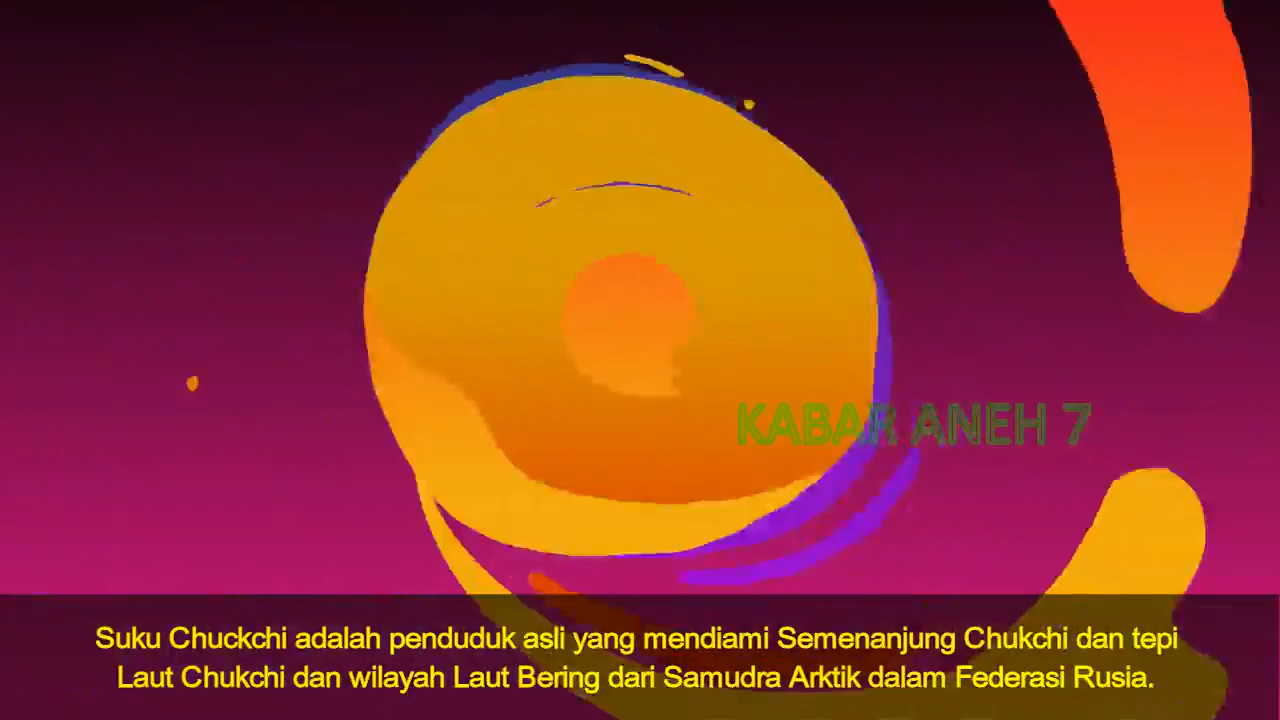 KABAR ANEH 7
Suku Chuckchi adalah penduduk asli yang mendiami Semenanjung Chukchi dan tepi
Laut Chukchi dan wilayah Laut Bering dari Samudra Arktik dalam Federasi Rusia.